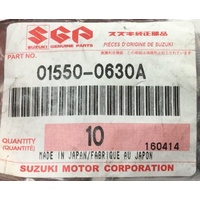 SGP
SUZUKI GENUINE PARTS
スズキ純正部品
PIÈCES D'ORIGINE DE SUZUKI
PART NO.
01550-0630A
QUANTITY
(QUANTITÉ)
10
160414
MADE IN JAPAN/FABRIQUÉ AU JAPON
SUZUKI MOTOR CORPORATION